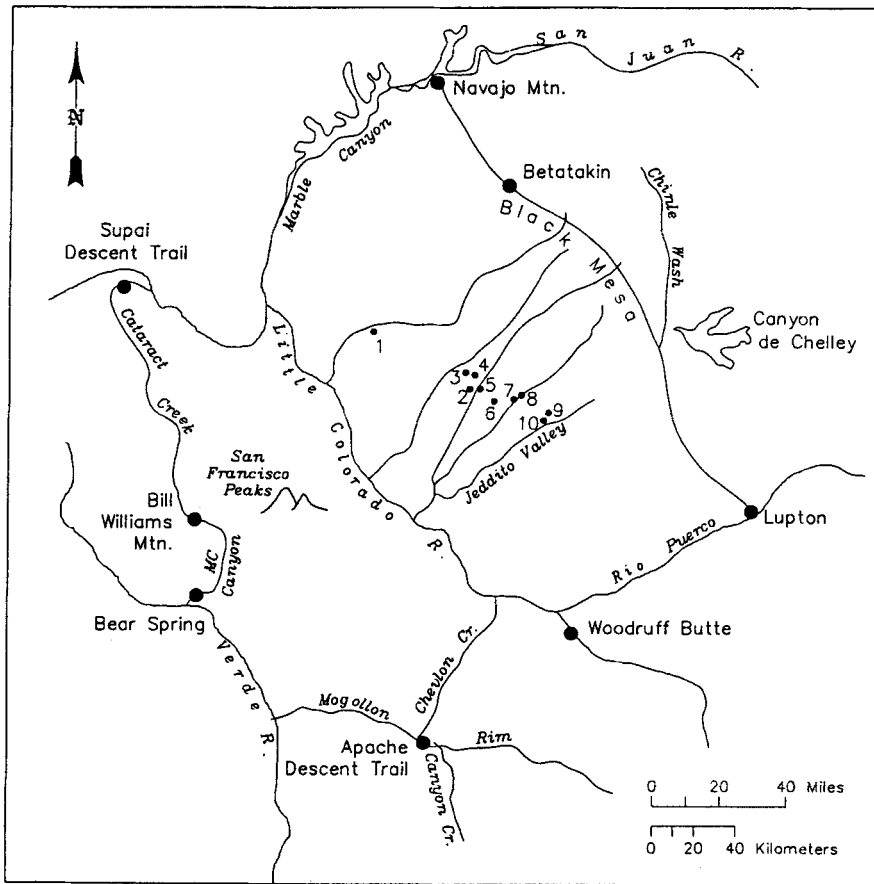 San Juan R.
N
Navajo Mtn.
Marble Canyon
Betatakin
Black Mesa
Chinle Wash
Supai
Descent Trail
Canyon
de Chelley
Cataract Creek
Little Colorado R.
1
3
4
2
5
6
7
8
9
10
Jeddito Valley
San
Francisco
Peaks
Bill
Williams
Mtn.
MC Canyon
Lupton
Rio Puerco
Bear Spring
Woodruff Butte
Verde R.
Chevlon Cr.
Mogollon Rim
Apache
Descent Trail
Canyon Cr.
0 20 40 Miles
0 20 40
Kilometers